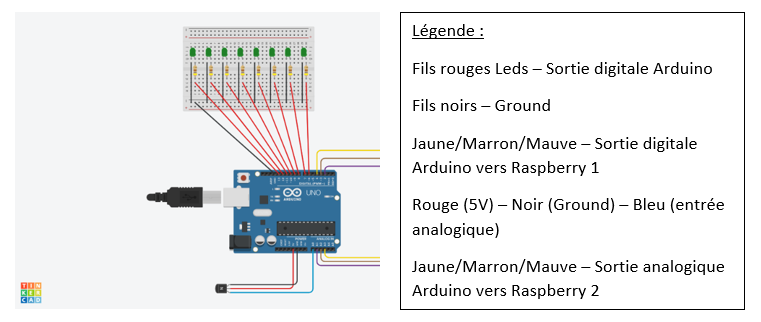 TIN
KER
CAD
UNO
ARDUINO
Légende :
Fils rouges Leds – Sortie digitale Arduino
Fils noirs – Ground
Jaune/Marron/Mauve – Sortie digitale
Arduino vers Raspberry 1
Rouge (5V) – Noir (Ground) – Bleu (entrée
analogique)
Jaune/Marron/Mauve – Sortie analogique
Arduino vers Raspberry 2